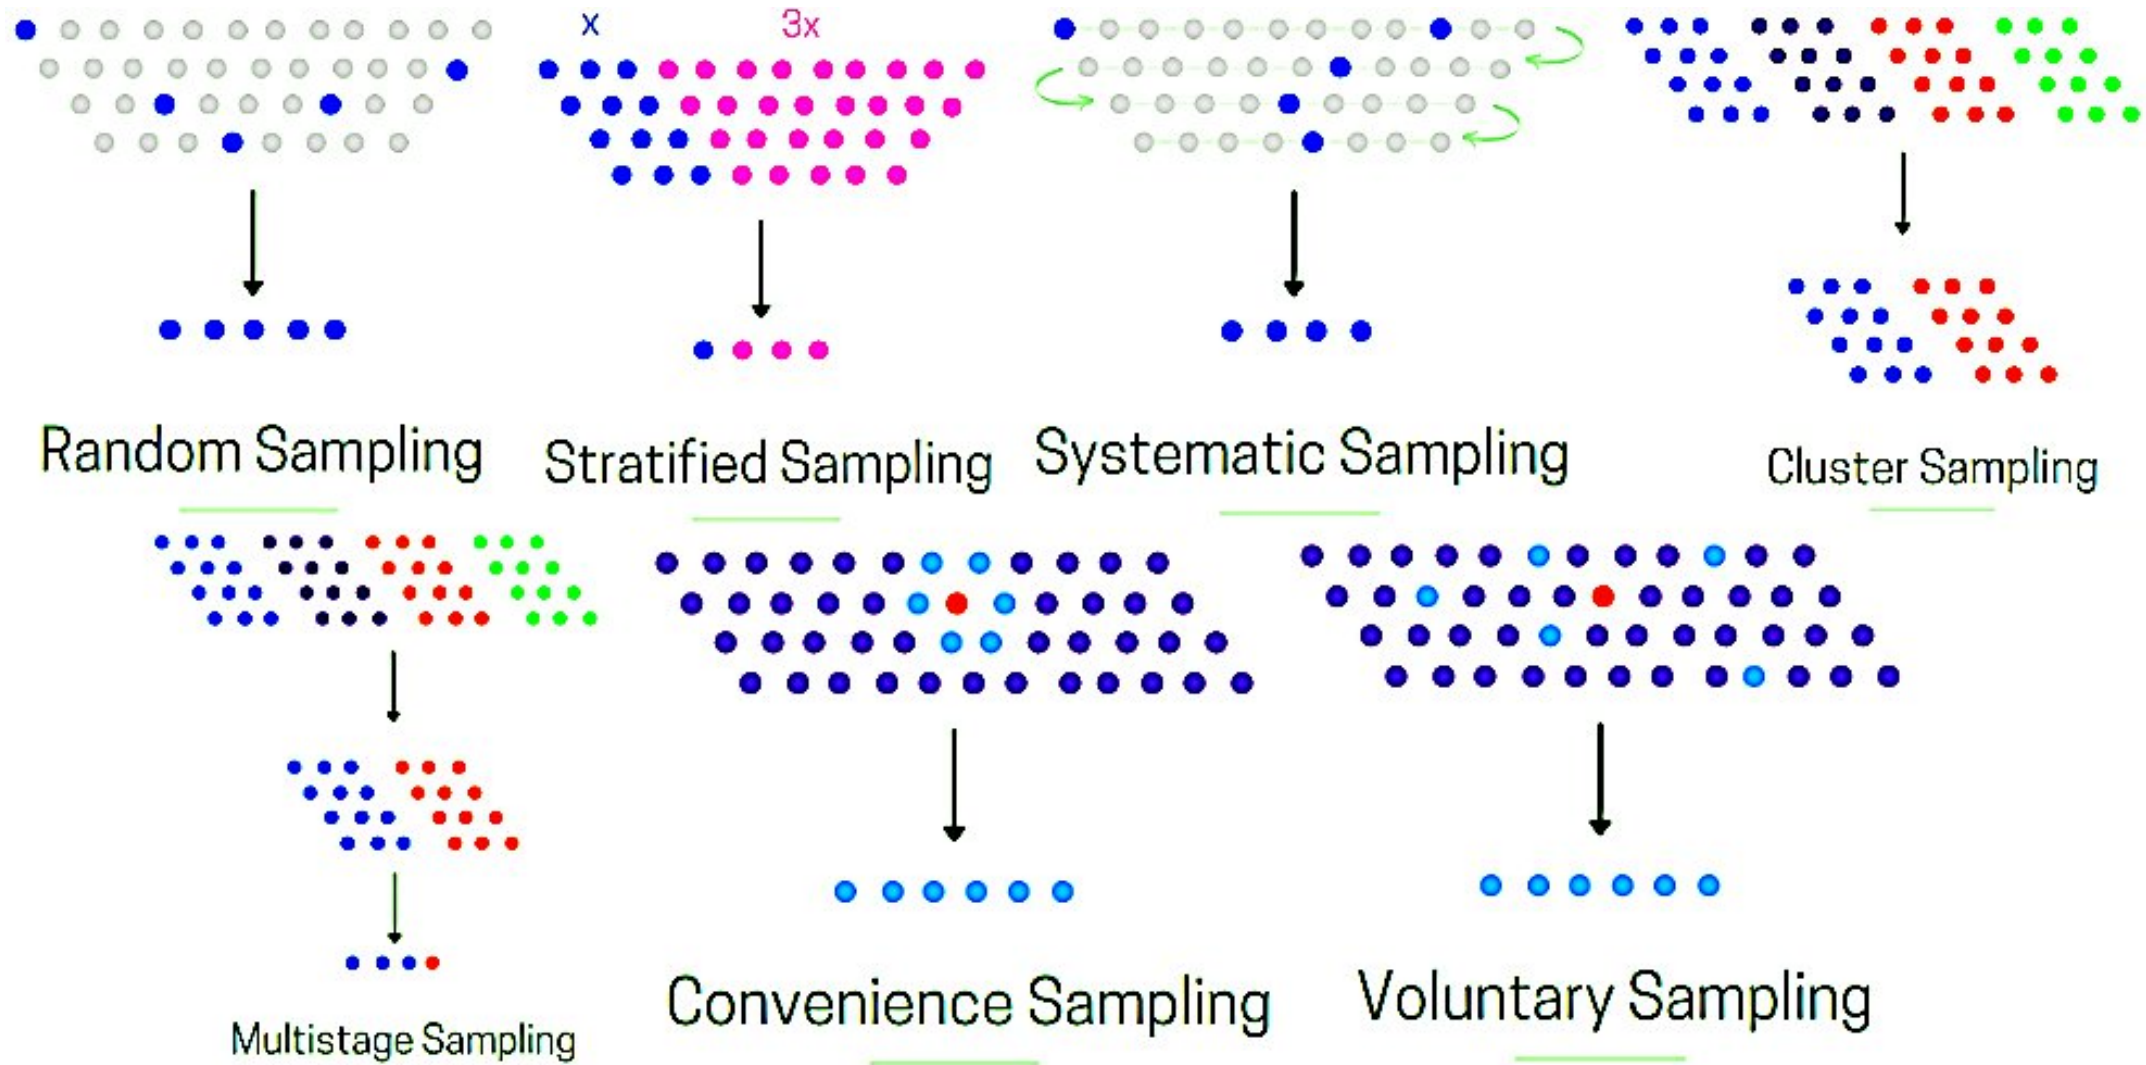 x
3x
Random Sampling
Stratified Sampling
Systematic Sampling
Cluster Sampling
Multistage Sampling
Convenience Sampling
Voluntary Sampling